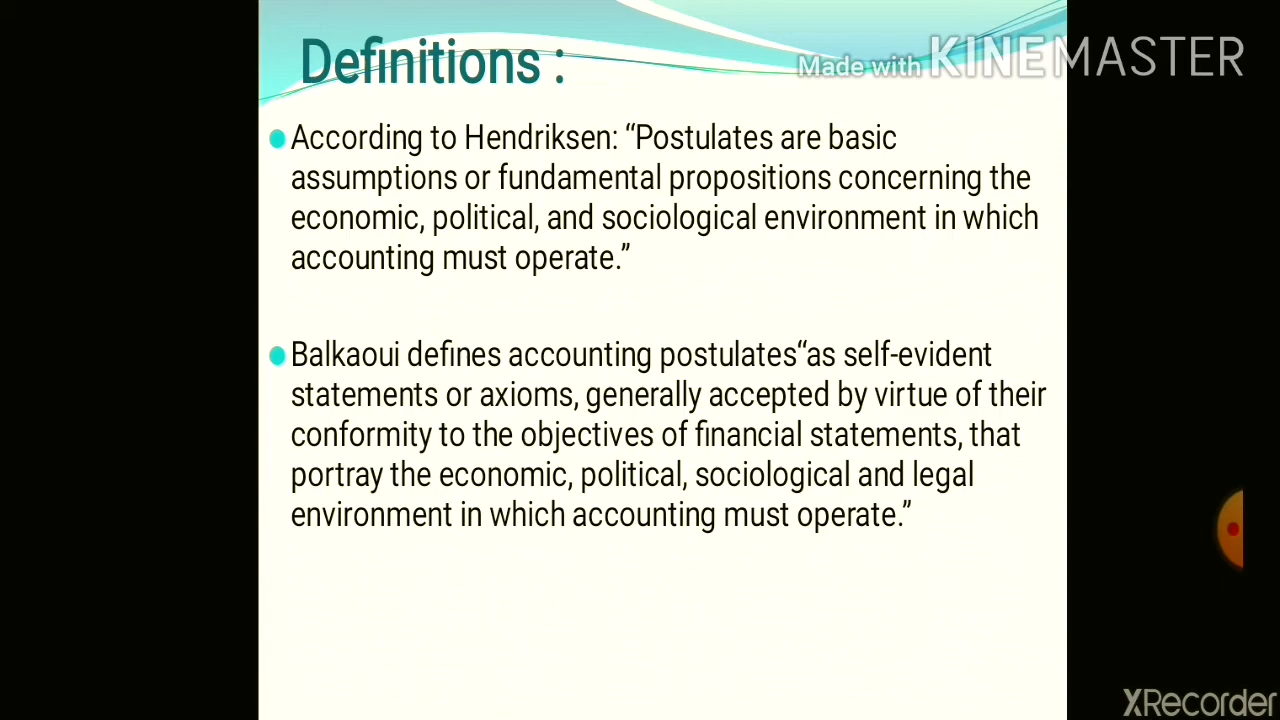 Definitions :
Made with KINEMASTER
According to Hendriksen: “Postulates are basic
assumptions or fundamental propositions concerning the
economic, political, and sociological environment in which
accounting must operate.”
Balkaoui defines accounting postulates“as self-evident
statements or axioms, generally accepted by virtue of their
conformity to the objectives of financial statements, that
portray the economic, political, sociological and legal
environment in which accounting must operate.”
XRecorder